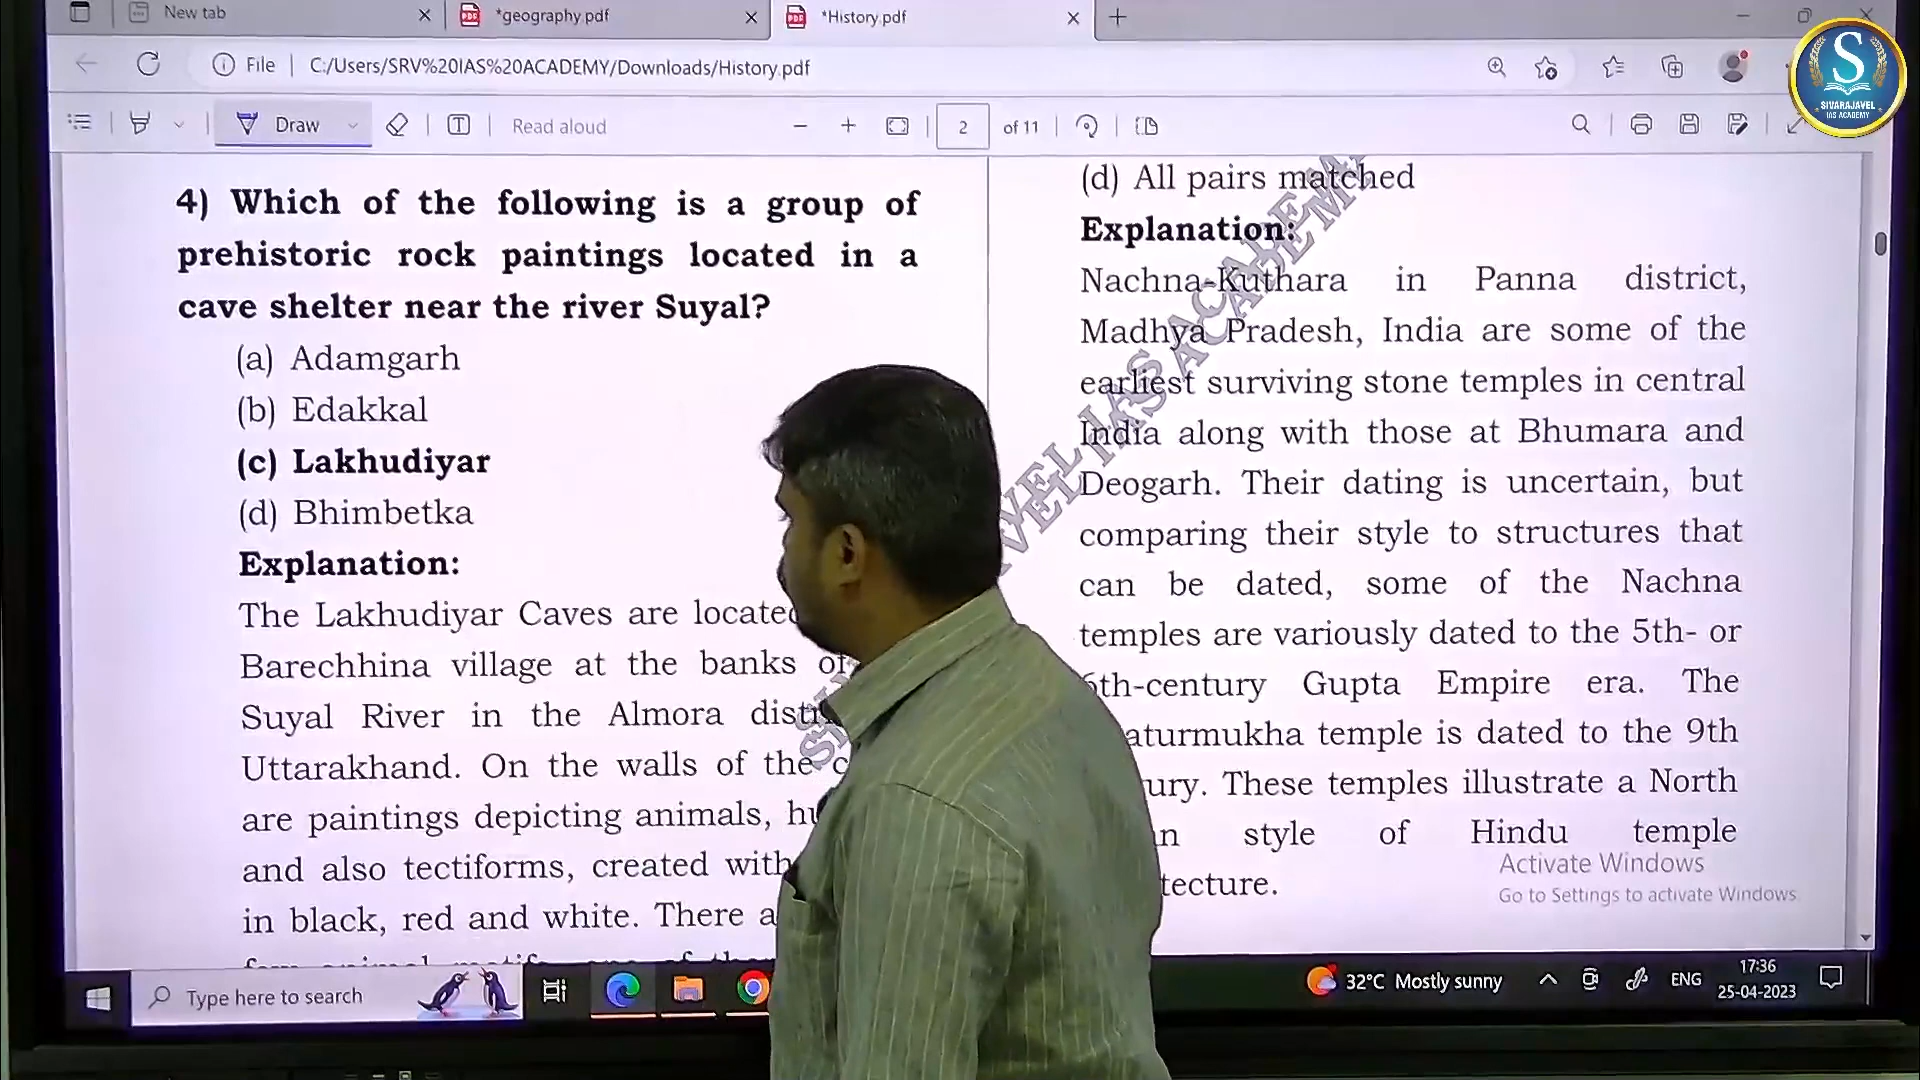 New tab
*geography.pdf
*History.pdf
File
C:/Users/SRV%20IAS%20ACADEMY/Downloads/History.pdf
Draw
Read aloud
2
of 11
S
SIVARAJAVEL
IAS ACADEMY
4) Which of the following is a group of
prehistoric rock paintings located in a
cave shelter near the river Suyal?
(a) Adamgarh
(b) Edakkal
(c) Lakhudiyar
(d) Bhimbetka
Explanation:
The Lakhudiyar Caves are located
Barechhina village at the banks of
Suyal River in the Almora
Uttarakhand. On the walls of the
are paintings depicting animals,
and also tectiforms, created with
in black, red and white. There
(d) All pairs matched
Explanation:
Nachna-Kuthara in Panna district,
Madhya Pradesh, India are some of the
earliest surviving stone temples in central
India along with those at Bhumara and
Deogarh. Their dating is uncertain, but
comparing their style to structures that
can be dated, some of the Nachna
temples are variously dated to the 5th- or
6th-century Gupta Empire era. The
aturmukha temple is dated to the 9th
ury. These temples illustrate a North
n style of Hindu temple
tecture.
Activate Windows
Go to Settings to activate Windows.
Type here to search
32°C Mostly sunny
ENG
17:36
25-04-2023